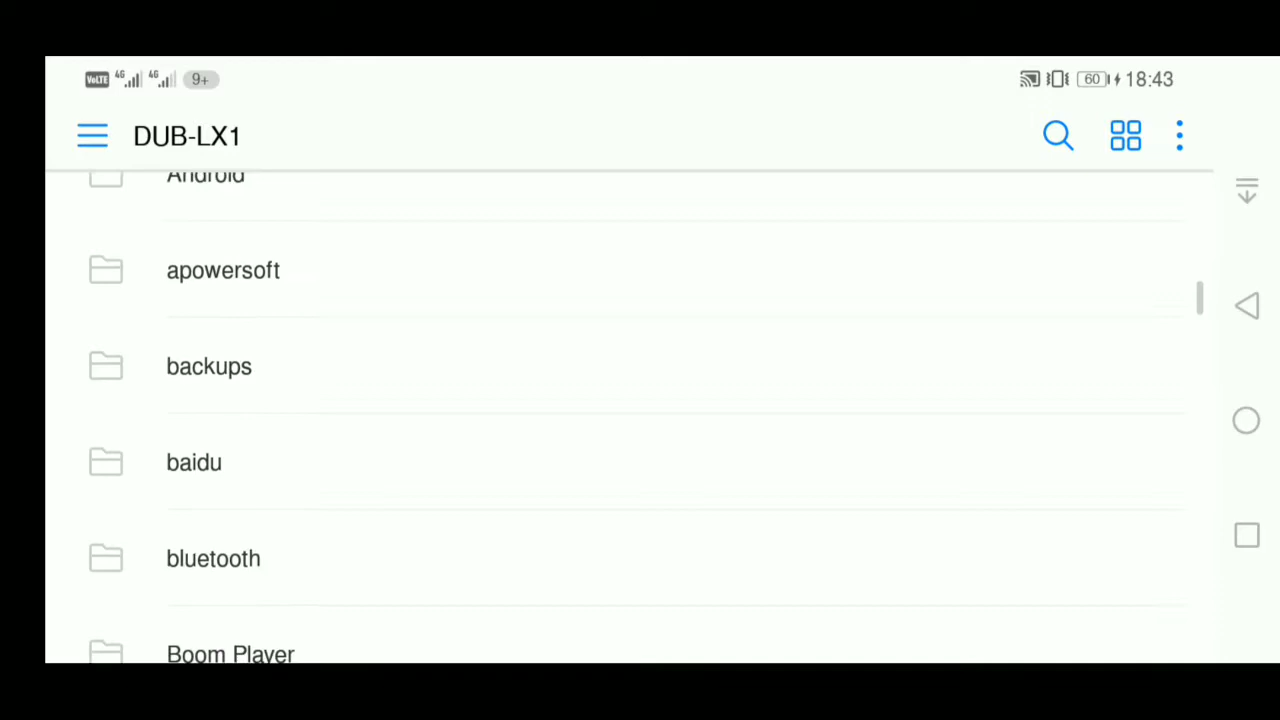 VoLTE 4G 4G 9+ 60 18:43
DUB-LX1
Android
apowersoft
backups
baidu
bluetooth
Boom Player